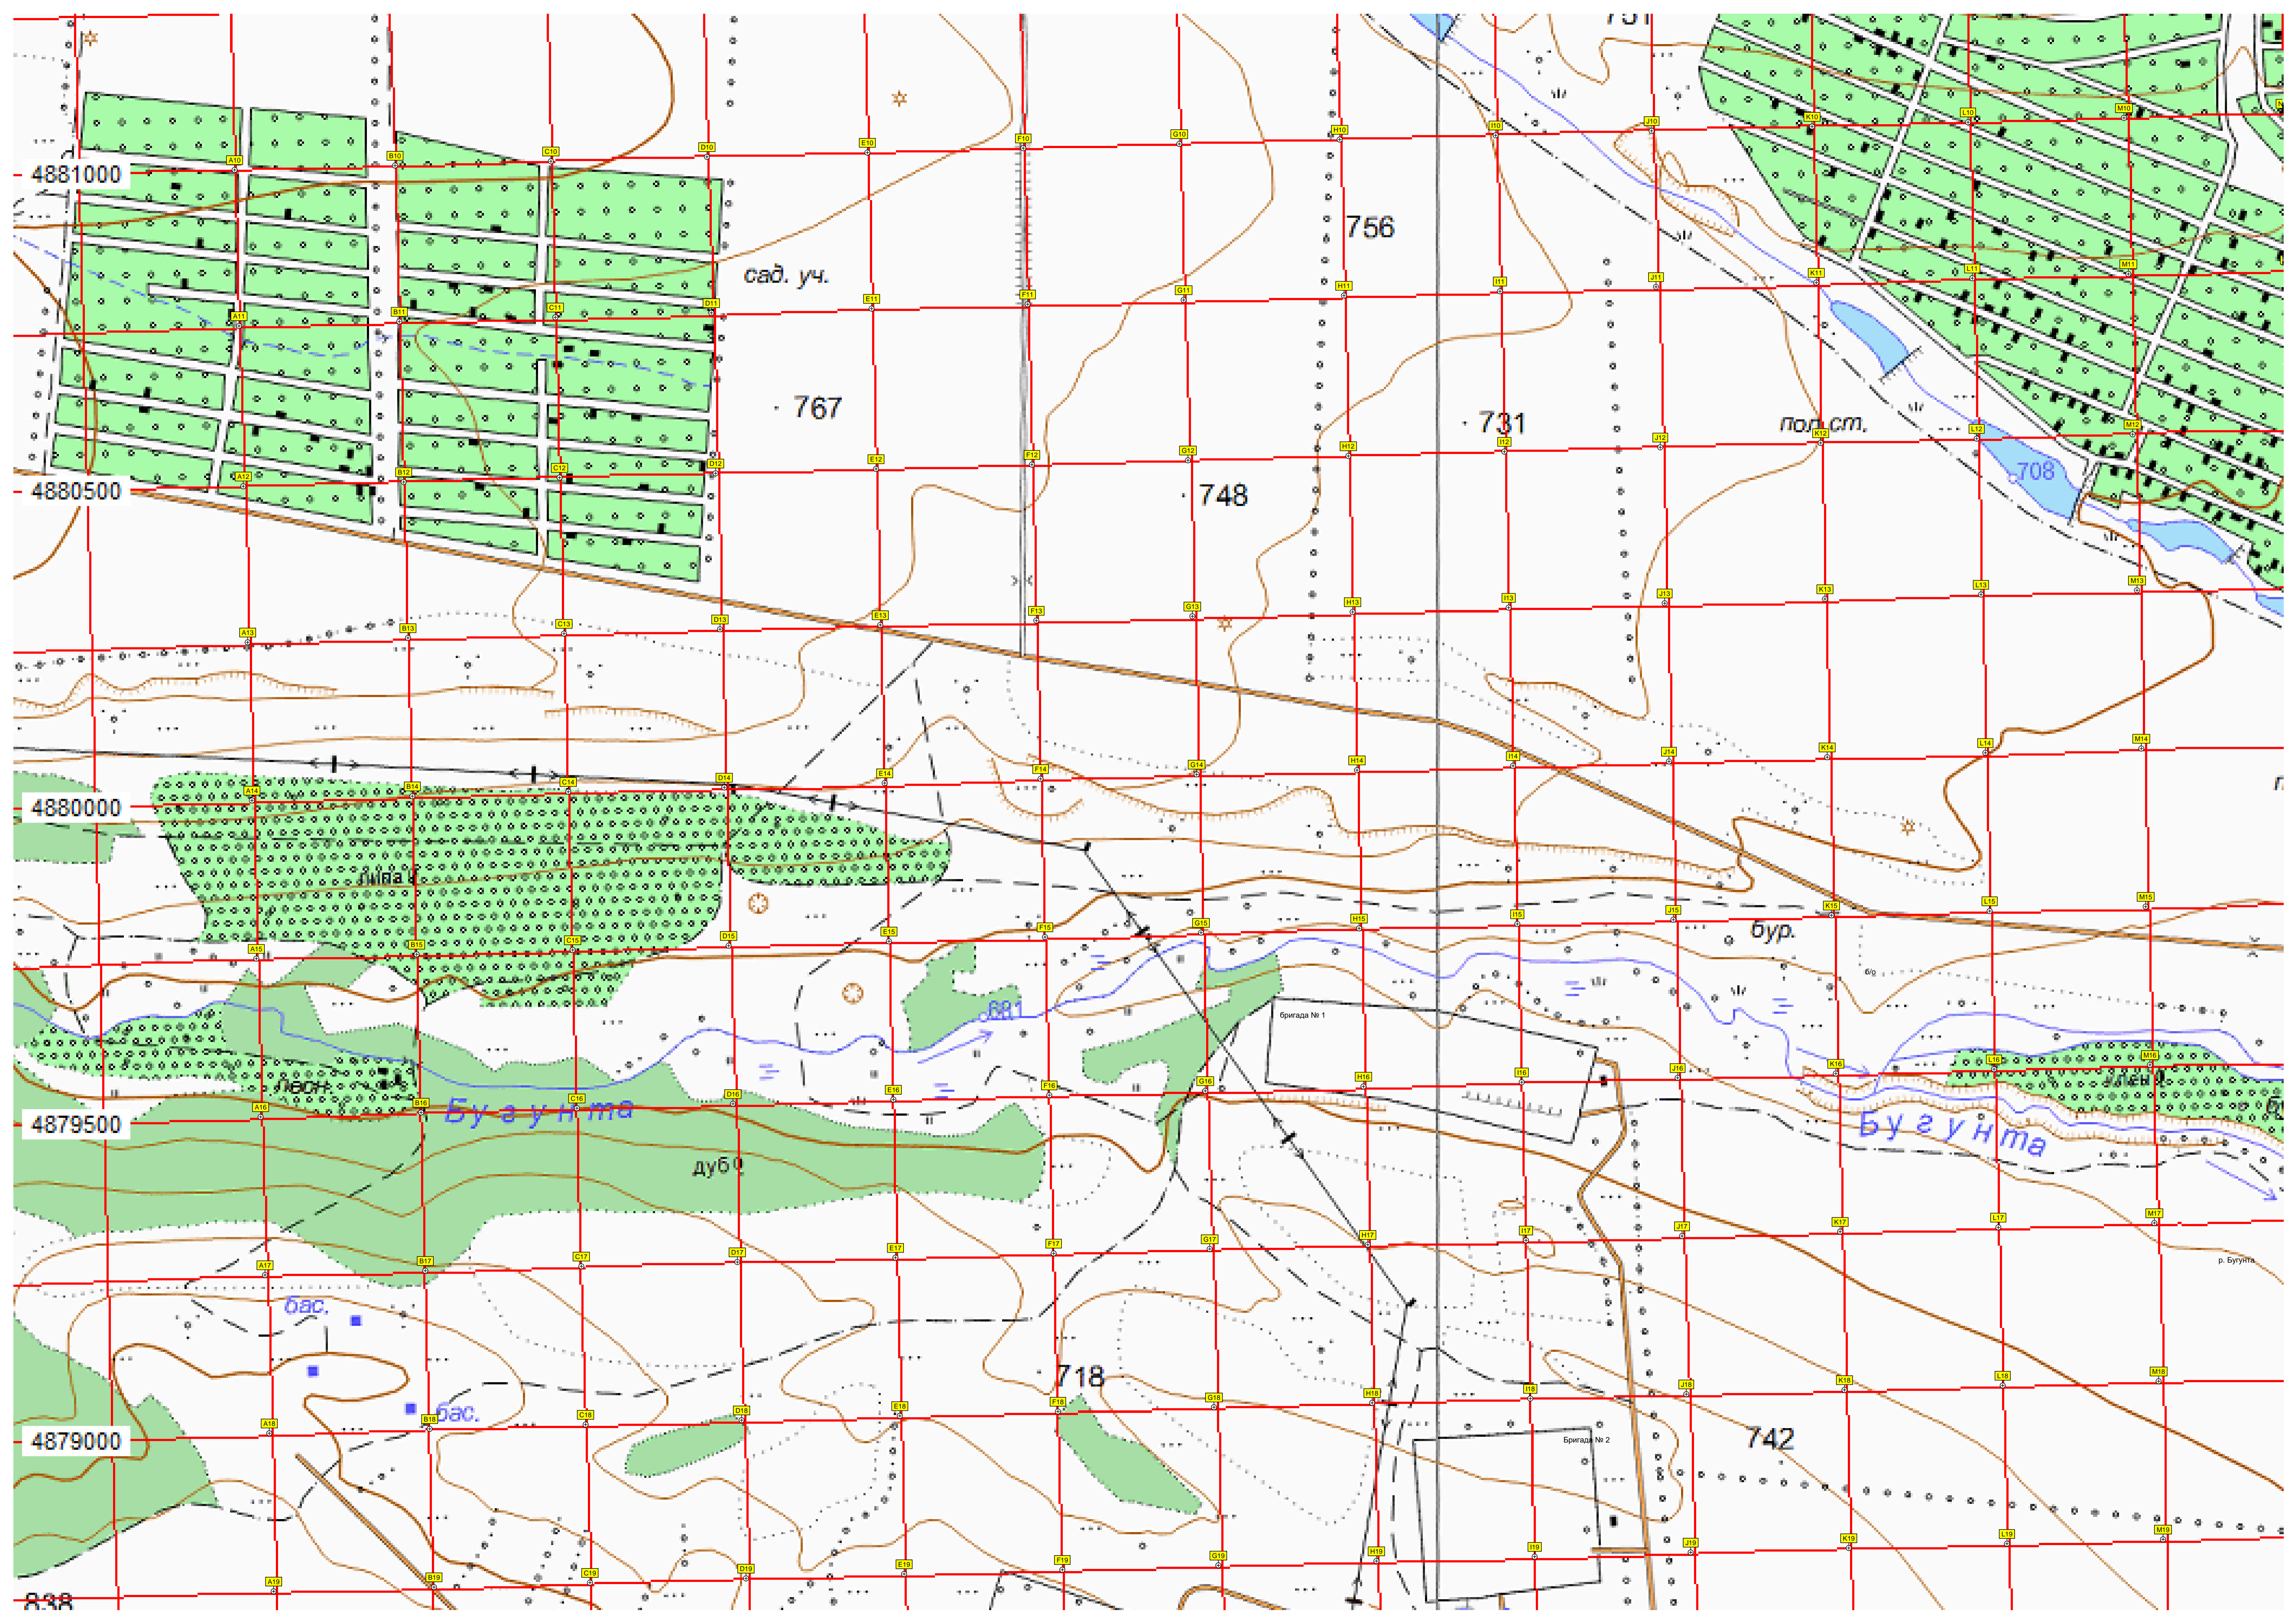 751
A10 B10 C10 D10 E10 F10 G10 H10 I10 J10 K10 L10 M10
4881000
756
сад. уч.
A11 B11 C11 D11 E11 F11 G11 H11 I11 J11 K11 L11 M11
767
731
пол. ст.
A12 B12 C12 D12 E12 F12 G12 H12 I12 J12 K12 L12 M12
4880500
748
708
A13 B13 C13 D13 E13 F13 G13 H13 I13 J13 K13 L13 M13
A14 B14 C14 D14 E14 F14 G14 H14 I14 J14 K14 L14 M14
4880000
липа
A15 B15 C15 D15 E15 F15 G15 H15 I15 J15 K15 L15 M15
бур.
б/о
681
бригада № 1
лесн.
A16 B16 C16 D16 E16 F16 G16 H16 I16 J16 K16 L16 M16
4879500
Бугунта
Бугунта
дуб
A17 B17 C17 D17 E17 F17 G17 H17 I17 J17 K17 L17 M17
р. Бугунта
бас.
718
A18 B18 C18 D18 E18 F18 G18 H18 I18 J18 K18 L18 M18
бас.
4879000
742
Бригада № 2
A19 B19 C19 D19 E19 F19 G19 H19 I19 J19 K19 L19 M19
838